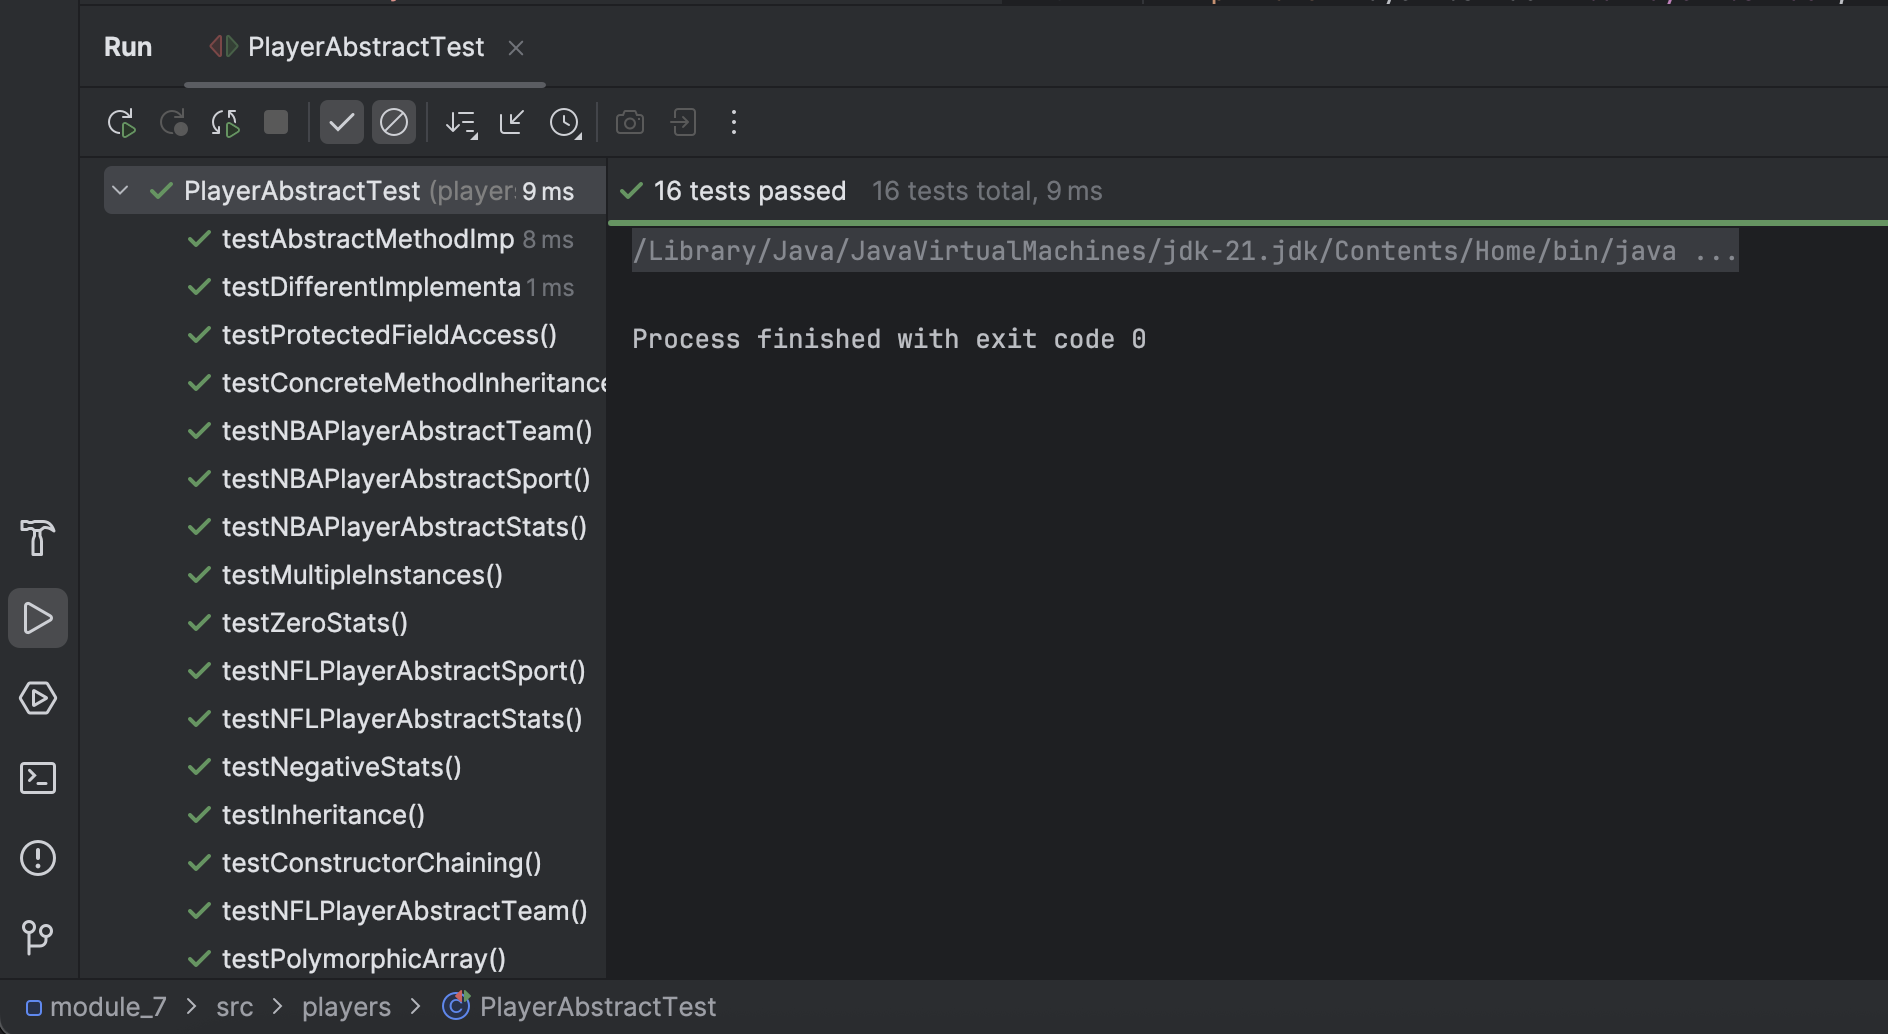 Run PlayerAbstractTest
PlayerAbstractTest (player 9 ms
testAbstractMethodImp 8 ms
testDifferentImplementa 1 ms
testProtectedFieldAccess()
testConcreteMethodInheritance
testNBAPlayerAbstractTeam()
testNBAPlayerAbstractSport()
testNBAPlayerAbstractStats()
testMultipleInstances()
testZeroStats()
testNFLPlayerAbstractSport()
testNFLPlayerAbstractStats()
testNegativeStats()
testInheritance()
testConstructorChaining()
testNFLPlayerAbstractTeam()
testPolymorphicArray()
16 tests passed 16 tests total, 9 ms
/Library/Java/JavaVirtualMachines/jdk-21.jdk/Contents/Home/bin/java ...
Process finished with exit code 0
module_7 > src > players > PlayerAbstractTest